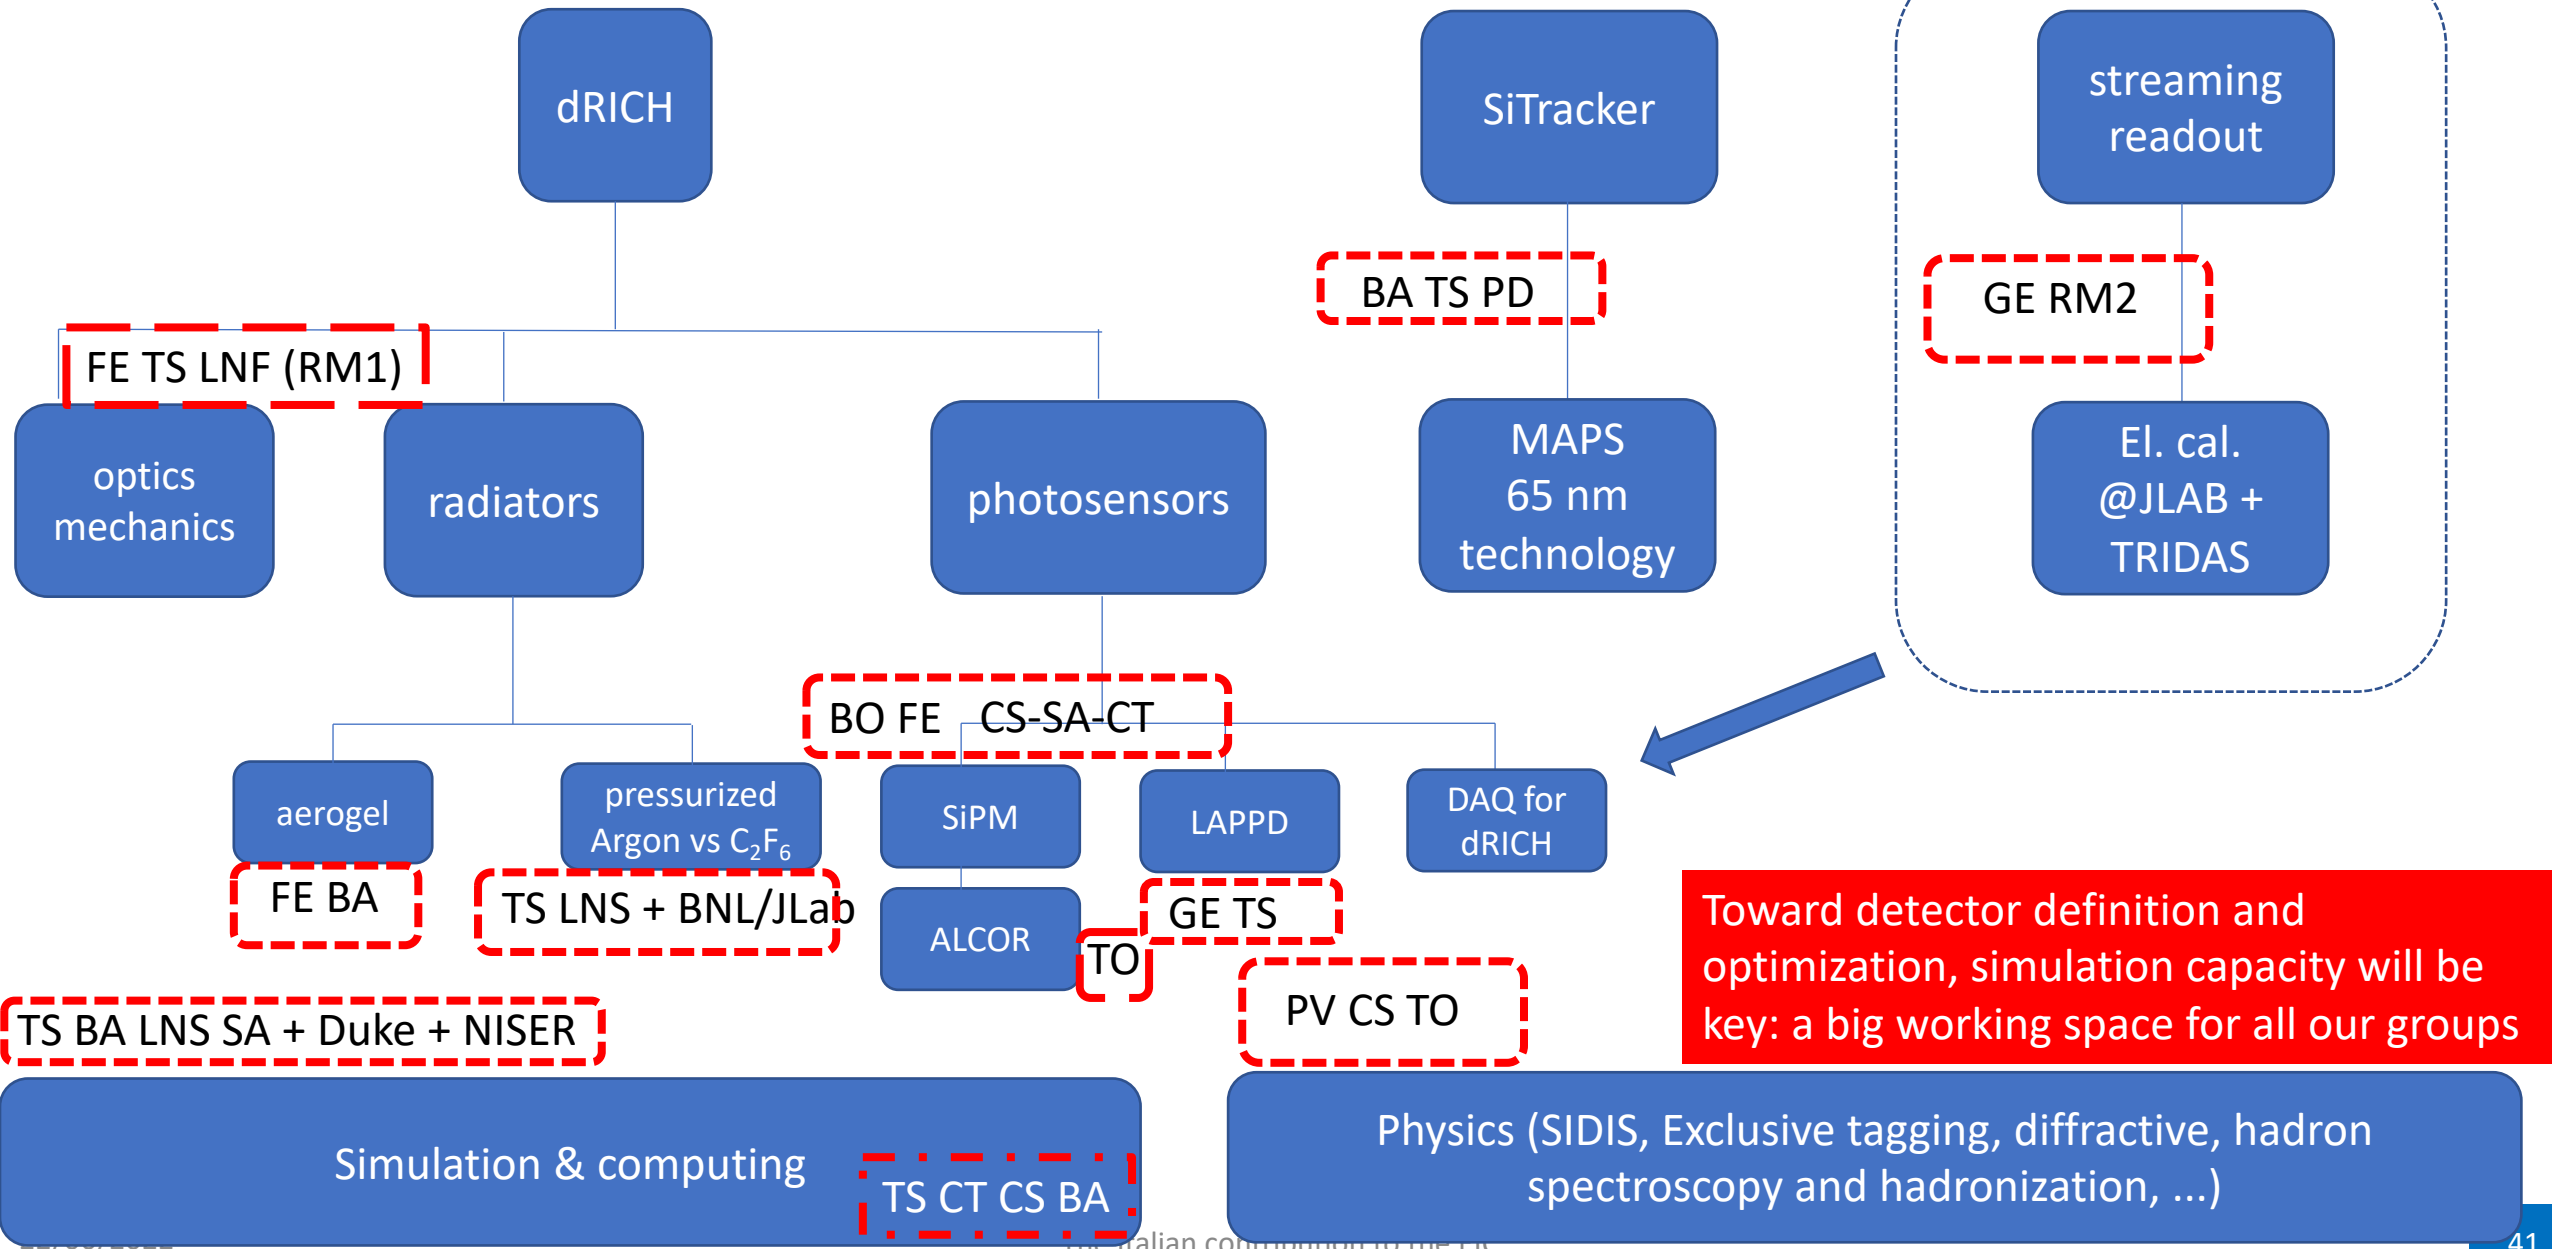 dRICH
SiTracker
streaming
readout
BA TS PD
GE RM2
FE TS LNF (RM1)
optics
mechanics
radiators
photosensors
MAPS
65 nm
technology
El. cal.
@JLAB +
TRIDAS
BO FE CS-SA-CT
aerogel
pressurized
Argon vs C₂F₆
SiPM
LAPPD
DAQ for
dRICH
FE BA
TS LNS + BNL/JLab
ALCOR
TO
GE TS
PV CS TO
Toward detector definition and
optimization, simulation capacity will be
key: a big working space for all our groups
TS BA LNS SA + Duke + NISER
Simulation & computing
TS CT CS BA
Physics (SIDIS, Exclusive tagging, diffractive, hadron
spectroscopy and hadronization, ...)
Italian contribution to the
41